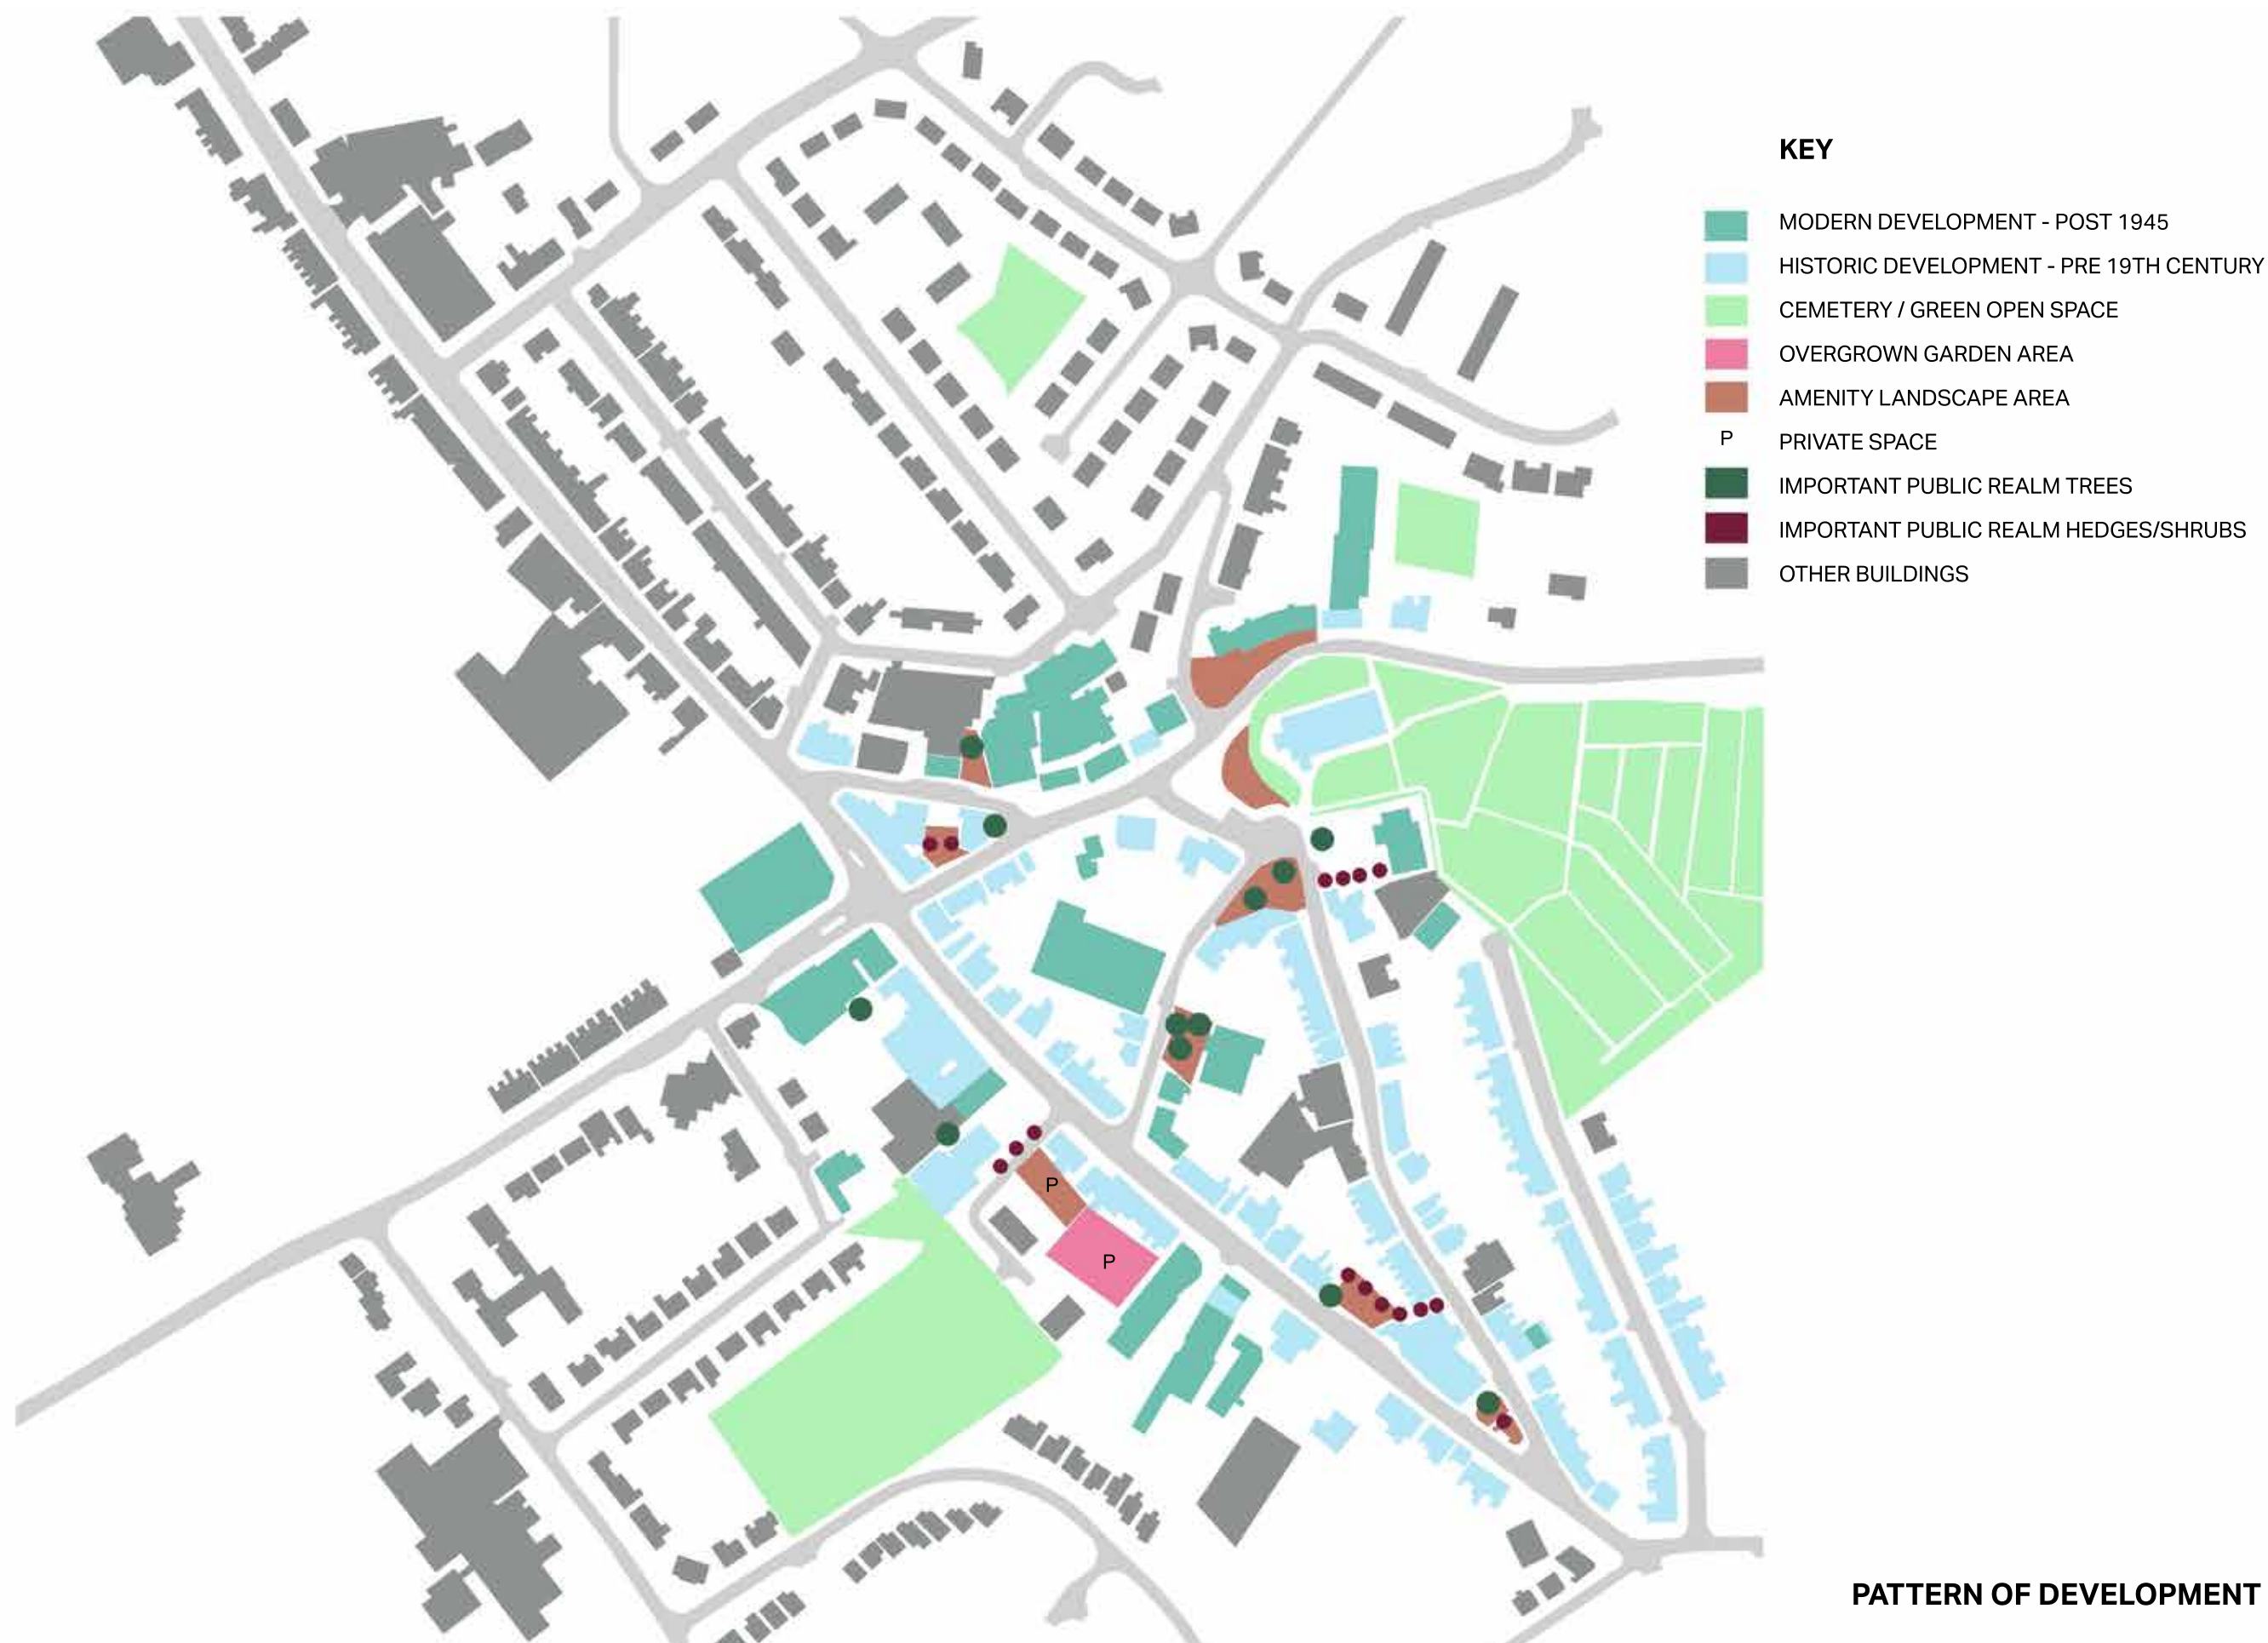 KEY
MODERN DEVELOPMENT - POST 1945
HISTORIC DEVELOPMENT - PRE 19TH CENTURY
CEMETERY / GREEN OPEN SPACE
OVERGROWN GARDEN AREA
AMENITY LANDSCAPE AREA
P PRIVATE SPACE
IMPORTANT PUBLIC REALM TREES
IMPORTANT PUBLIC REALM HEDGES/SHRUBS
OTHER BUILDINGS
P
P
PATTERN OF DEVELOPMENT